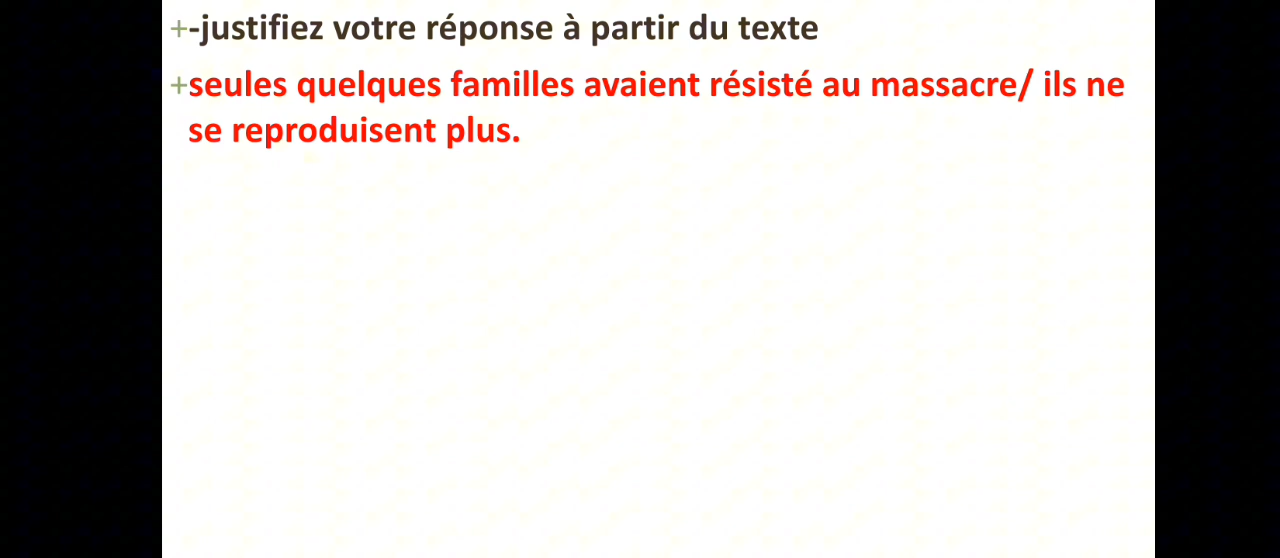 +-justifiez votre réponse à partir du texte
+seules quelques familles avaient résisté au massacre/ ils ne
se reproduisent plus.